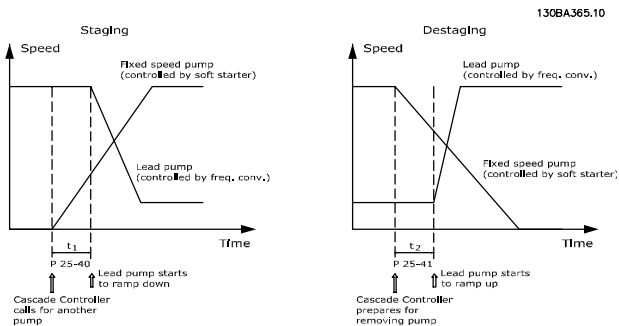 130BA365.10
Staging
Speed
Fixed speed pump
(controlled by soft starter)
Lead pump
(controlled by freq. conv.)
Time
t1
P 25-40
Lead pump starts
to ramp down
Cascade Controller
calls for another
pump
Destaging
Speed
Lead pump
(controlled by freq. conv.)
Fixed speed pump
(controlled by soft starter)
Time
t2
P 25-41
Lead pump starts
to ramp up
Cascade Controller
prepares for
removing pump